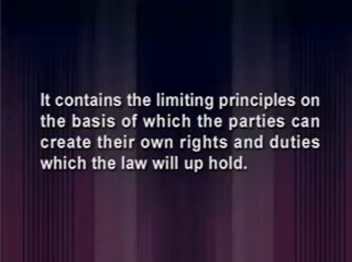 It contains the limiting principles on
the basis of which the parties can
create their own rights and duties
which the law will up hold.